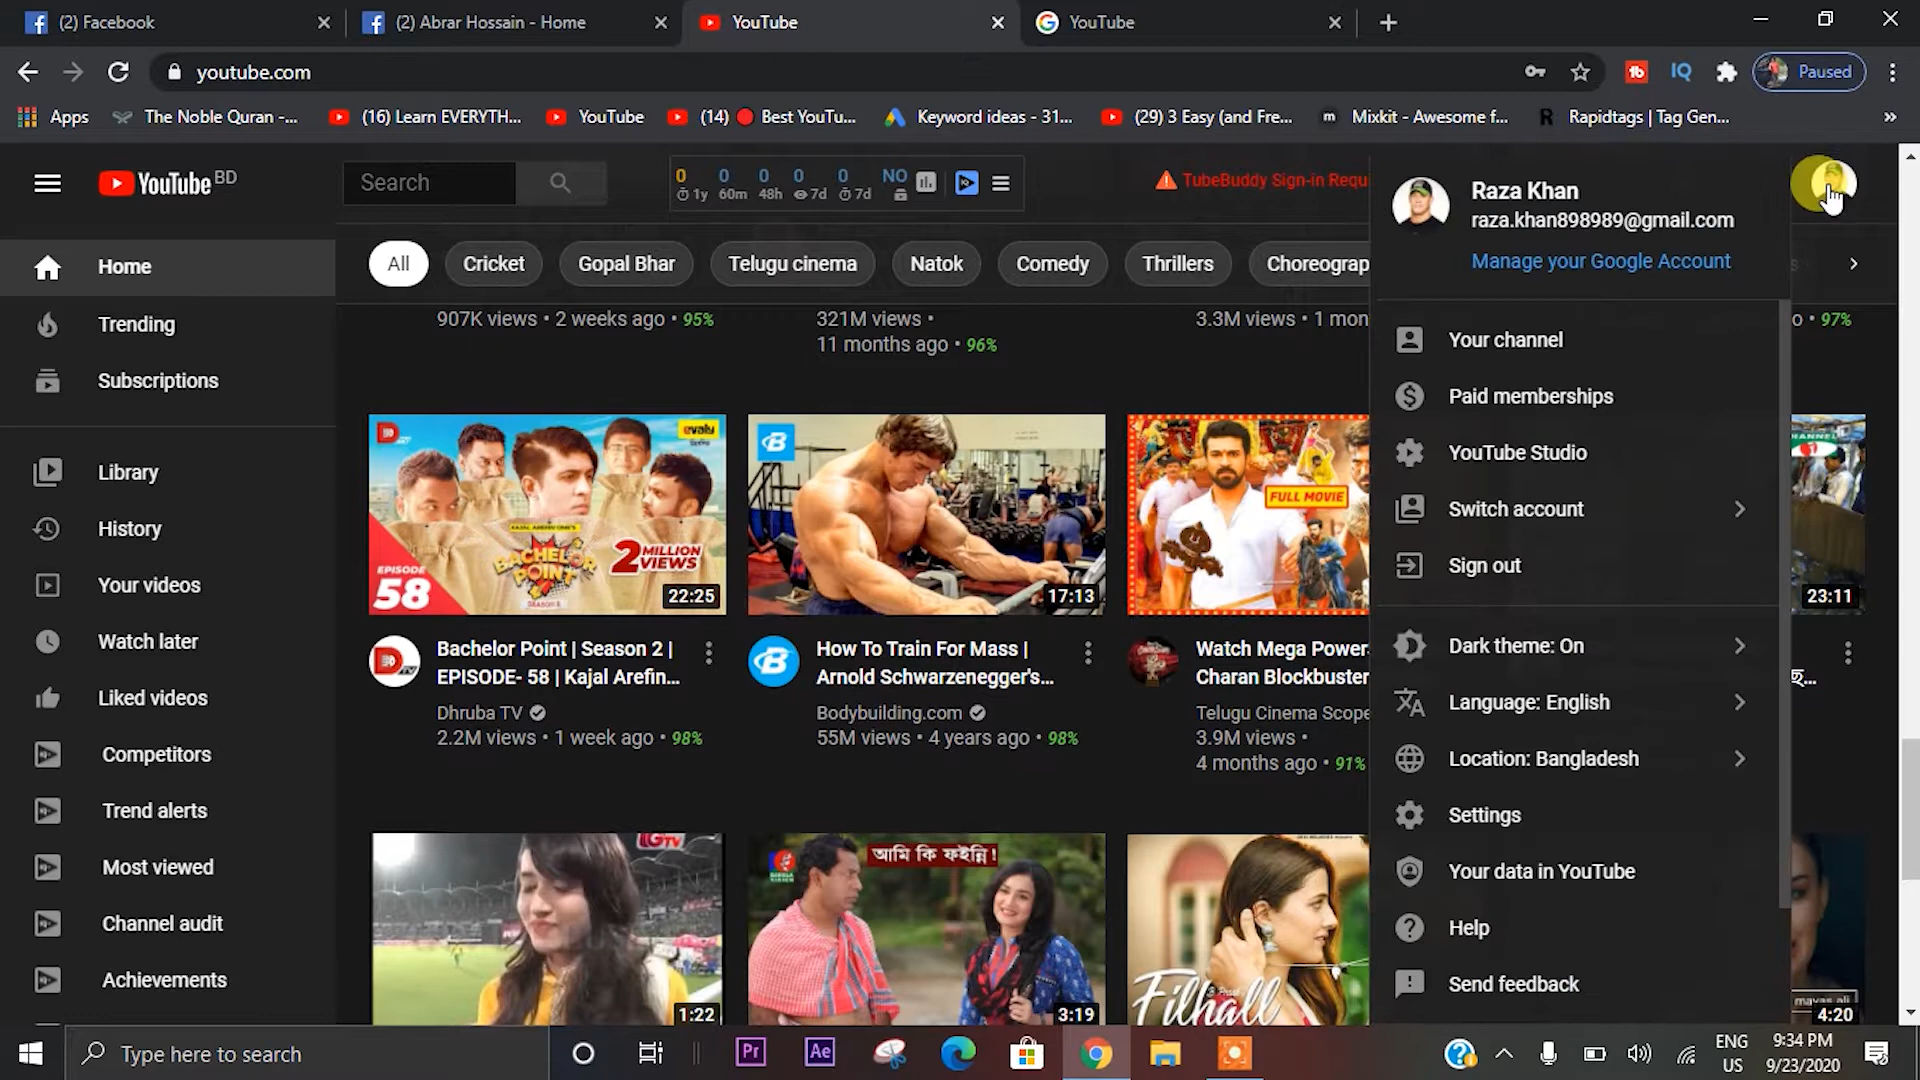 (2) Facebook
(2) Abrar Hossain - Home
YouTube
YouTube
youtube.com
IQ
Paused
Apps
The Noble Quran -...
(16) Learn EVERYTH...
YouTube
(14) 🔴 Best YouTu...
Keyword ideas - 31...
(29) 3 Easy (and Fre...
Mixkit - Awesome f...
Rapidtags | Tag Gen...
YouTube BD
Search
0 0 0 0 0 NO
1y 60m 48h 7d 7d
TubeBuddy Sign-in Requ
Raza Khan
raza.khan898989@gmail.com
Manage your Google Account
Home
Trending
Subscriptions
Library
History
Your videos
Watch later
Liked videos
Competitors
Trend alerts
Most viewed
Channel audit
Achievements
All
Cricket
Gopal Bhar
Telugu cinema
Natok
Comedy
Thrillers
Choreograp
907K views • 2 weeks ago • 95%
321M views •
11 months ago • 96%
3.3M views • 1 mon
o • 97%
evaly
BACHELOR POINT
2 MILLION VIEWS
EPISODE 58
22:25
Bachelor Point | Season 2 |
EPISODE- 58 | Kajal Arefin...
Dhruba TV
2.2M views • 1 week ago • 98%
B
17:13
How To Train For Mass |
Arnold Schwarzenegger's...
Bodybuilding.com
55M views • 4 years ago • 98%
FULL MOVIE
Watch Mega Power
Charan Blockbuster
Telugu Cinema Scope
3.9M views •
4 months ago • 91%
23:11
1:22
আমি কি ফইন্নি!
3:19
Filhall
4:20
Your channel
Paid memberships
YouTube Studio
Switch account
Sign out
Dark theme: On
Language: English
Location: Bangladesh
Settings
Your data in YouTube
Help
Send feedback
Type here to search
Pr
Ae
ENG
US
9:34 PM
9/23/2020